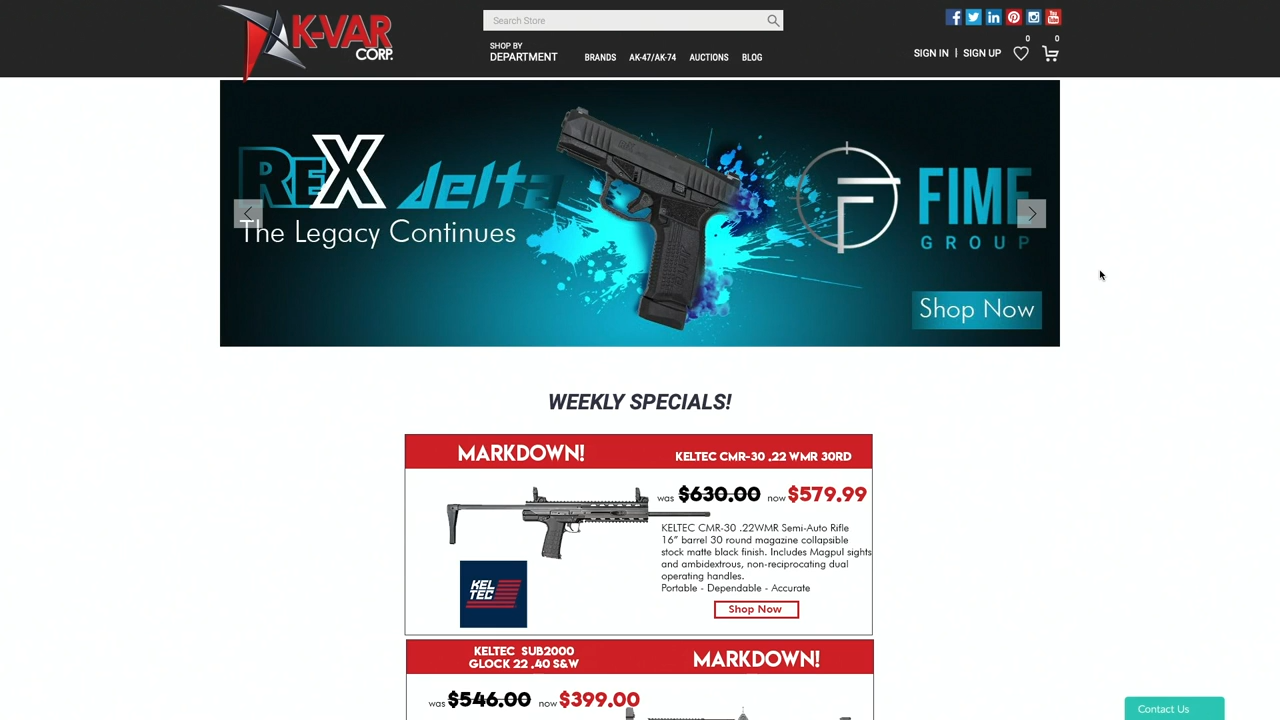 K-VAR
CORP.
Search Store
SHOP BY
DEPARTMENT
BRANDS
AK-47/AK-74
AUCTIONS
BLOG
You
Tube
0
0
SIGN IN | SIGN UP
REX delta
The Legacy Continues
FIME
GROUP
Shop Now
WEEKLY SPECIALS!
MARKDOWN!
KELTEC CMR-30 .22 WMR 30RD
was $630.00 now $579.99
KELTEC CMR-30 .22WMR Semi-Auto Rifle
16” barrel 30 round magazine collapsible
stock matte black finish. Includes Magpul sights
and ambidextrous, non-reciprocating dual
operating handles.
Portable - Dependable - Accurate
Shop Now
KEL
TEC
KELTEC SUB2000
GLOCK 22 .40 S&W
MARKDOWN!
was $546.00 now $399.00
Contact Us